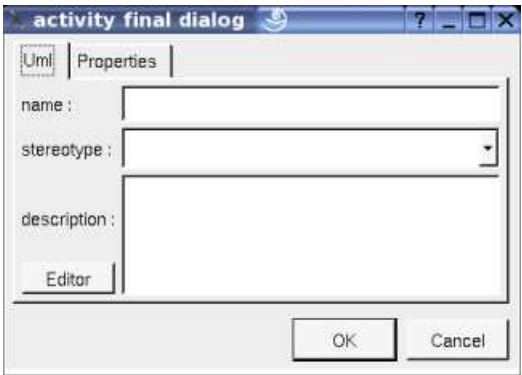 activity final dialog
Uml Properties
name :
stereotype :
description :
Editor
OK Cancel